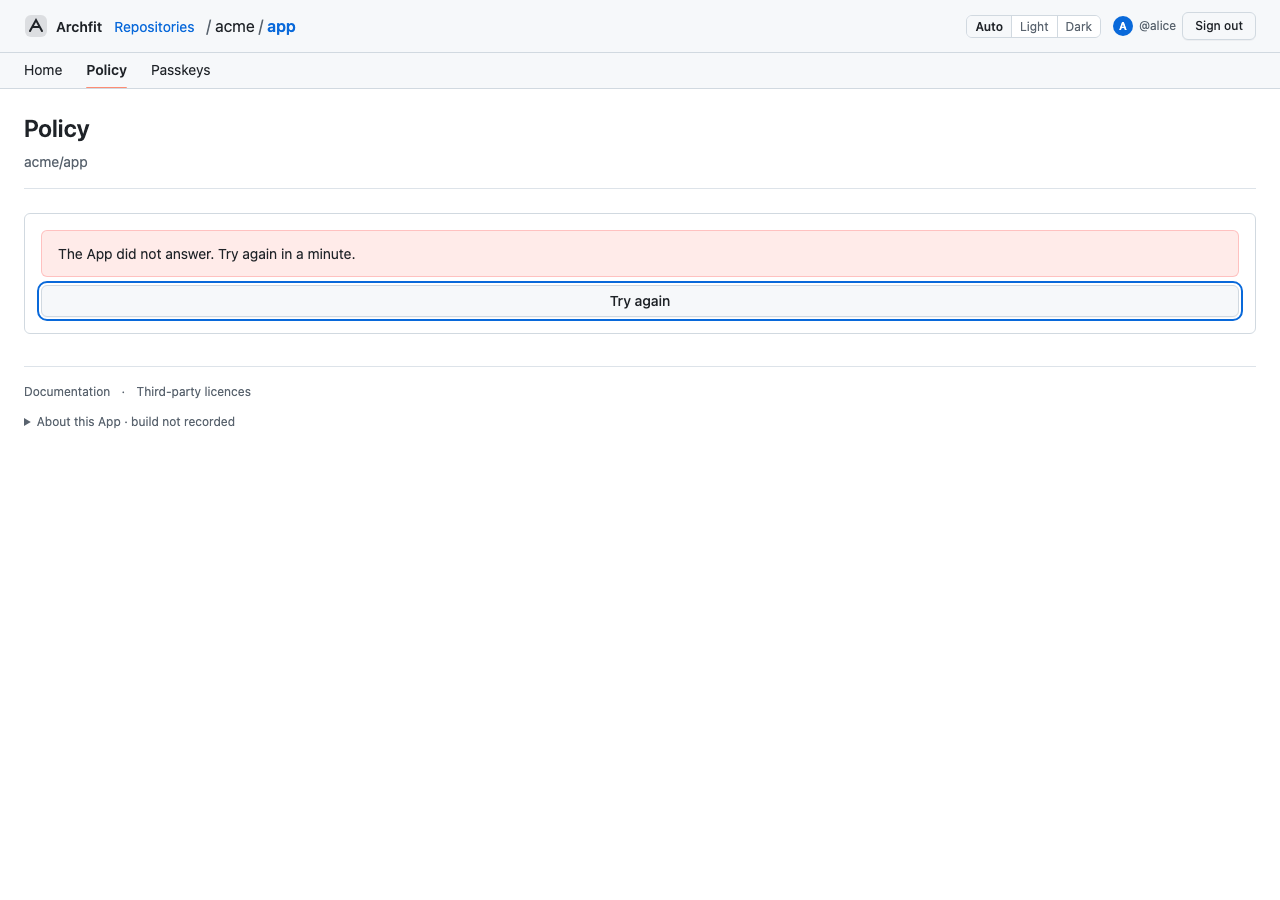 Archfit Repositories / acme / app Auto Light Dark A @alice Sign out
Home Policy Passkeys
Policy
acme/app
The App did not answer. Try again in a minute.
Try again
Documentation · Third-party licences
About this App · build not recorded